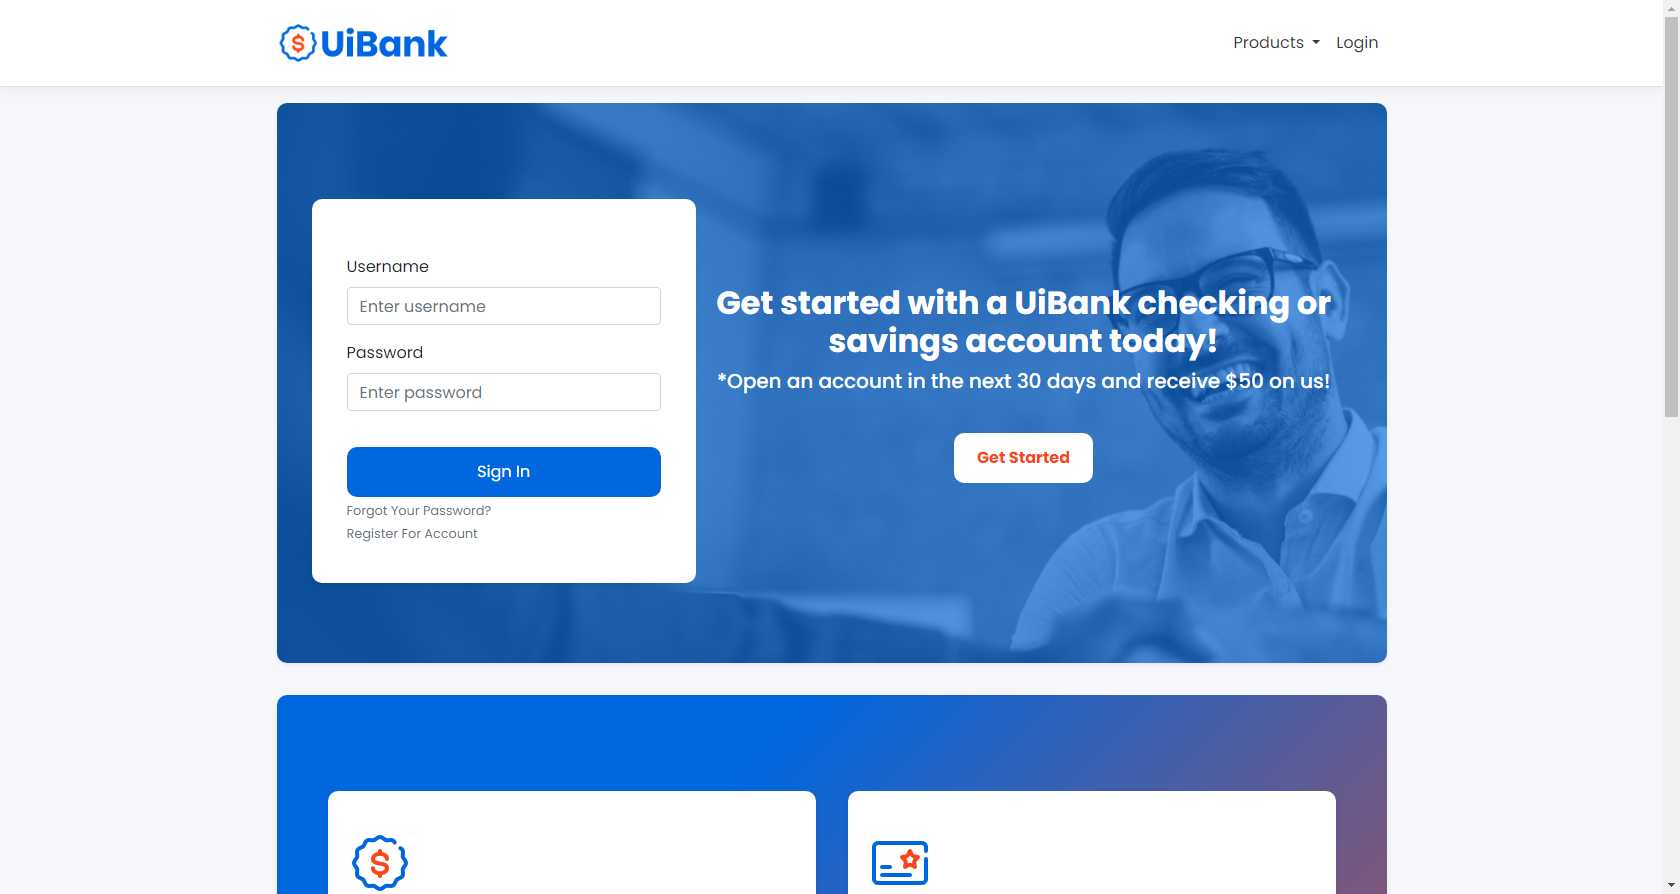 UiBank
Products
Login
Username
Enter username
Password
Enter password
Sign In
Forgot Your Password?
Register For Account
Get started with a UiBank checking or
savings account today!
*Open an account in the next 30 days and receive $50 on us!
Get Started